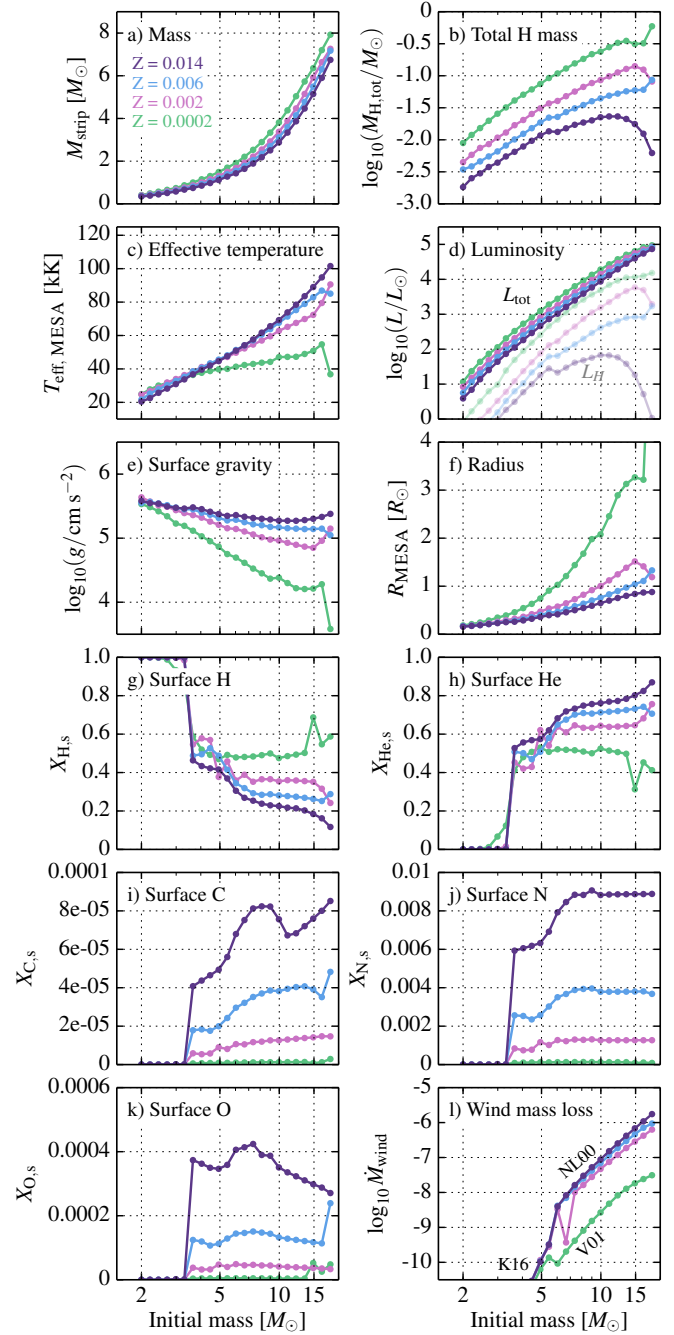 a) Mass
Z = 0.014
Z = 0.006
Z = 0.002
Z = 0.0002
M_strip [M_⊙]
8
6
4
2
0
b) Total H mass
log10(M_H,tot/M_⊙)
0
-0.5
-1.0
-1.5
-2.0
-2.5
-3.0
c) Effective temperature
T_eff, MESA [kK]
120
100
80
60
40
20
d) Luminosity
L_tot
L_H
log10(L/L_⊙)
5
4
3
2
1
0
e) Surface gravity
log10(g/cm s^−2)
6
5
4
f) Radius
R_MESA [R_⊙]
4
3
2
1
0
g) Surface H
X_H,s
1.0
0.8
0.6
0.4
0.2
0
h) Surface He
X_He,s
1.0
0.8
0.6
0.4
0.2
0
i) Surface C
X_C,s
0.0001
8e-05
6e-05
4e-05
2e-05
0
j) Surface N
X_N,s
0.01
0.008
0.006
0.004
0.002
0
k) Surface O
X_O,s
0.0006
0.0004
0.0002
0
2 5 10 15
Initial mass [M_⊙]
l) Wind mass loss
NL00
V01
K16
log10 Ṁ_wind
-5
-6
-7
-8
-9
-10
2 5 10 15
Initial mass [M_⊙]